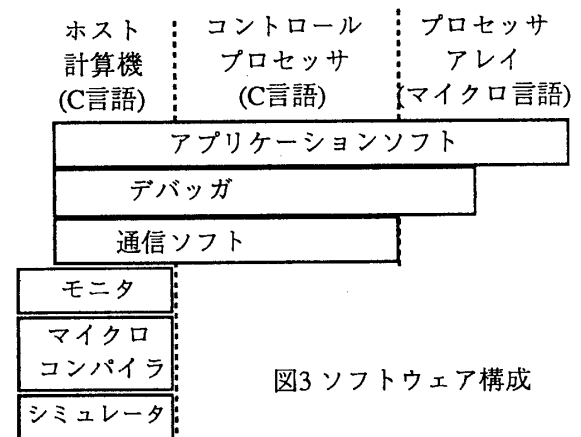 ホスト
計算機
(C言語)
コントロール
プロセッサ
(C言語)
プロセッサ
アレイ
(マイクロ言語)
アプリケーションソフト
デバッガ
通信ソフト
モニタ
マイクロ
コンパイラ
シミュレータ
図3 ソフトウェア構成